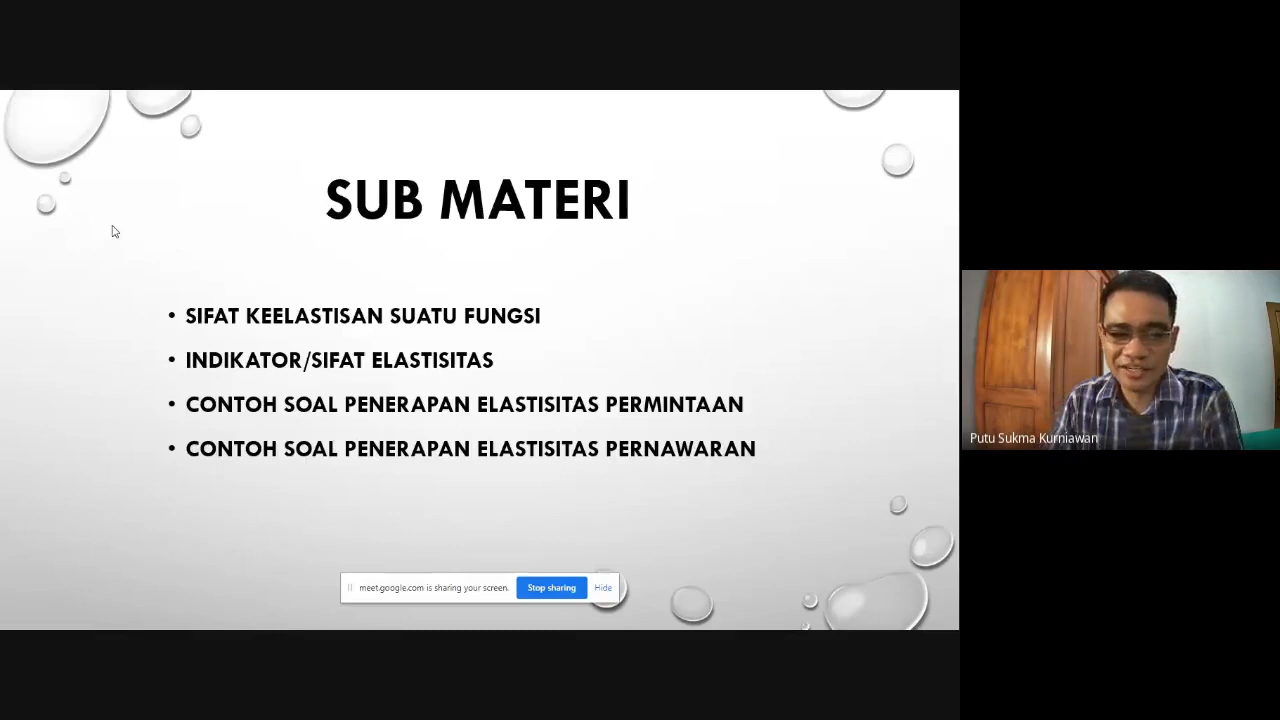 SUB MATERI
• SIFAT KEELASTISAN SUATU FUNGSI
• INDIKATOR/SIFAT ELASTISITAS
• CONTOH SOAL PENERAPAN ELASTISITAS PERMINTAAN
• CONTOH SOAL PENERAPAN ELASTISITAS PERNAWARAN
meet.google.com is sharing your screen. Stop sharing Hide
Putu Sukma Kurniawan